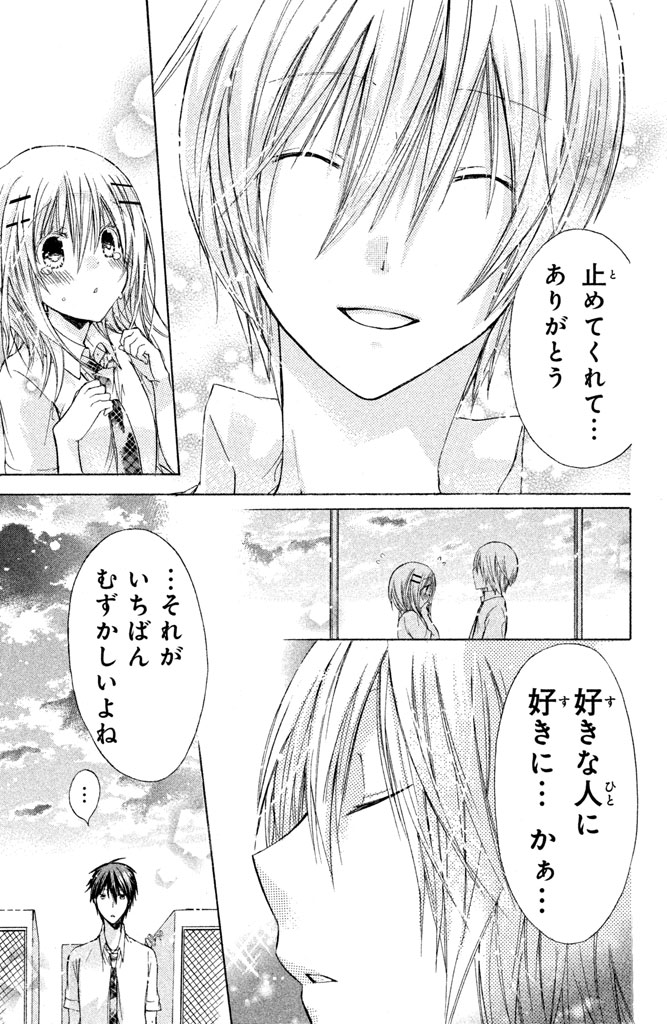 止めてくれて…
ありがとう
好きな人に
好きに…かぁ…
…それが
いちばん
むずかしいよね
…